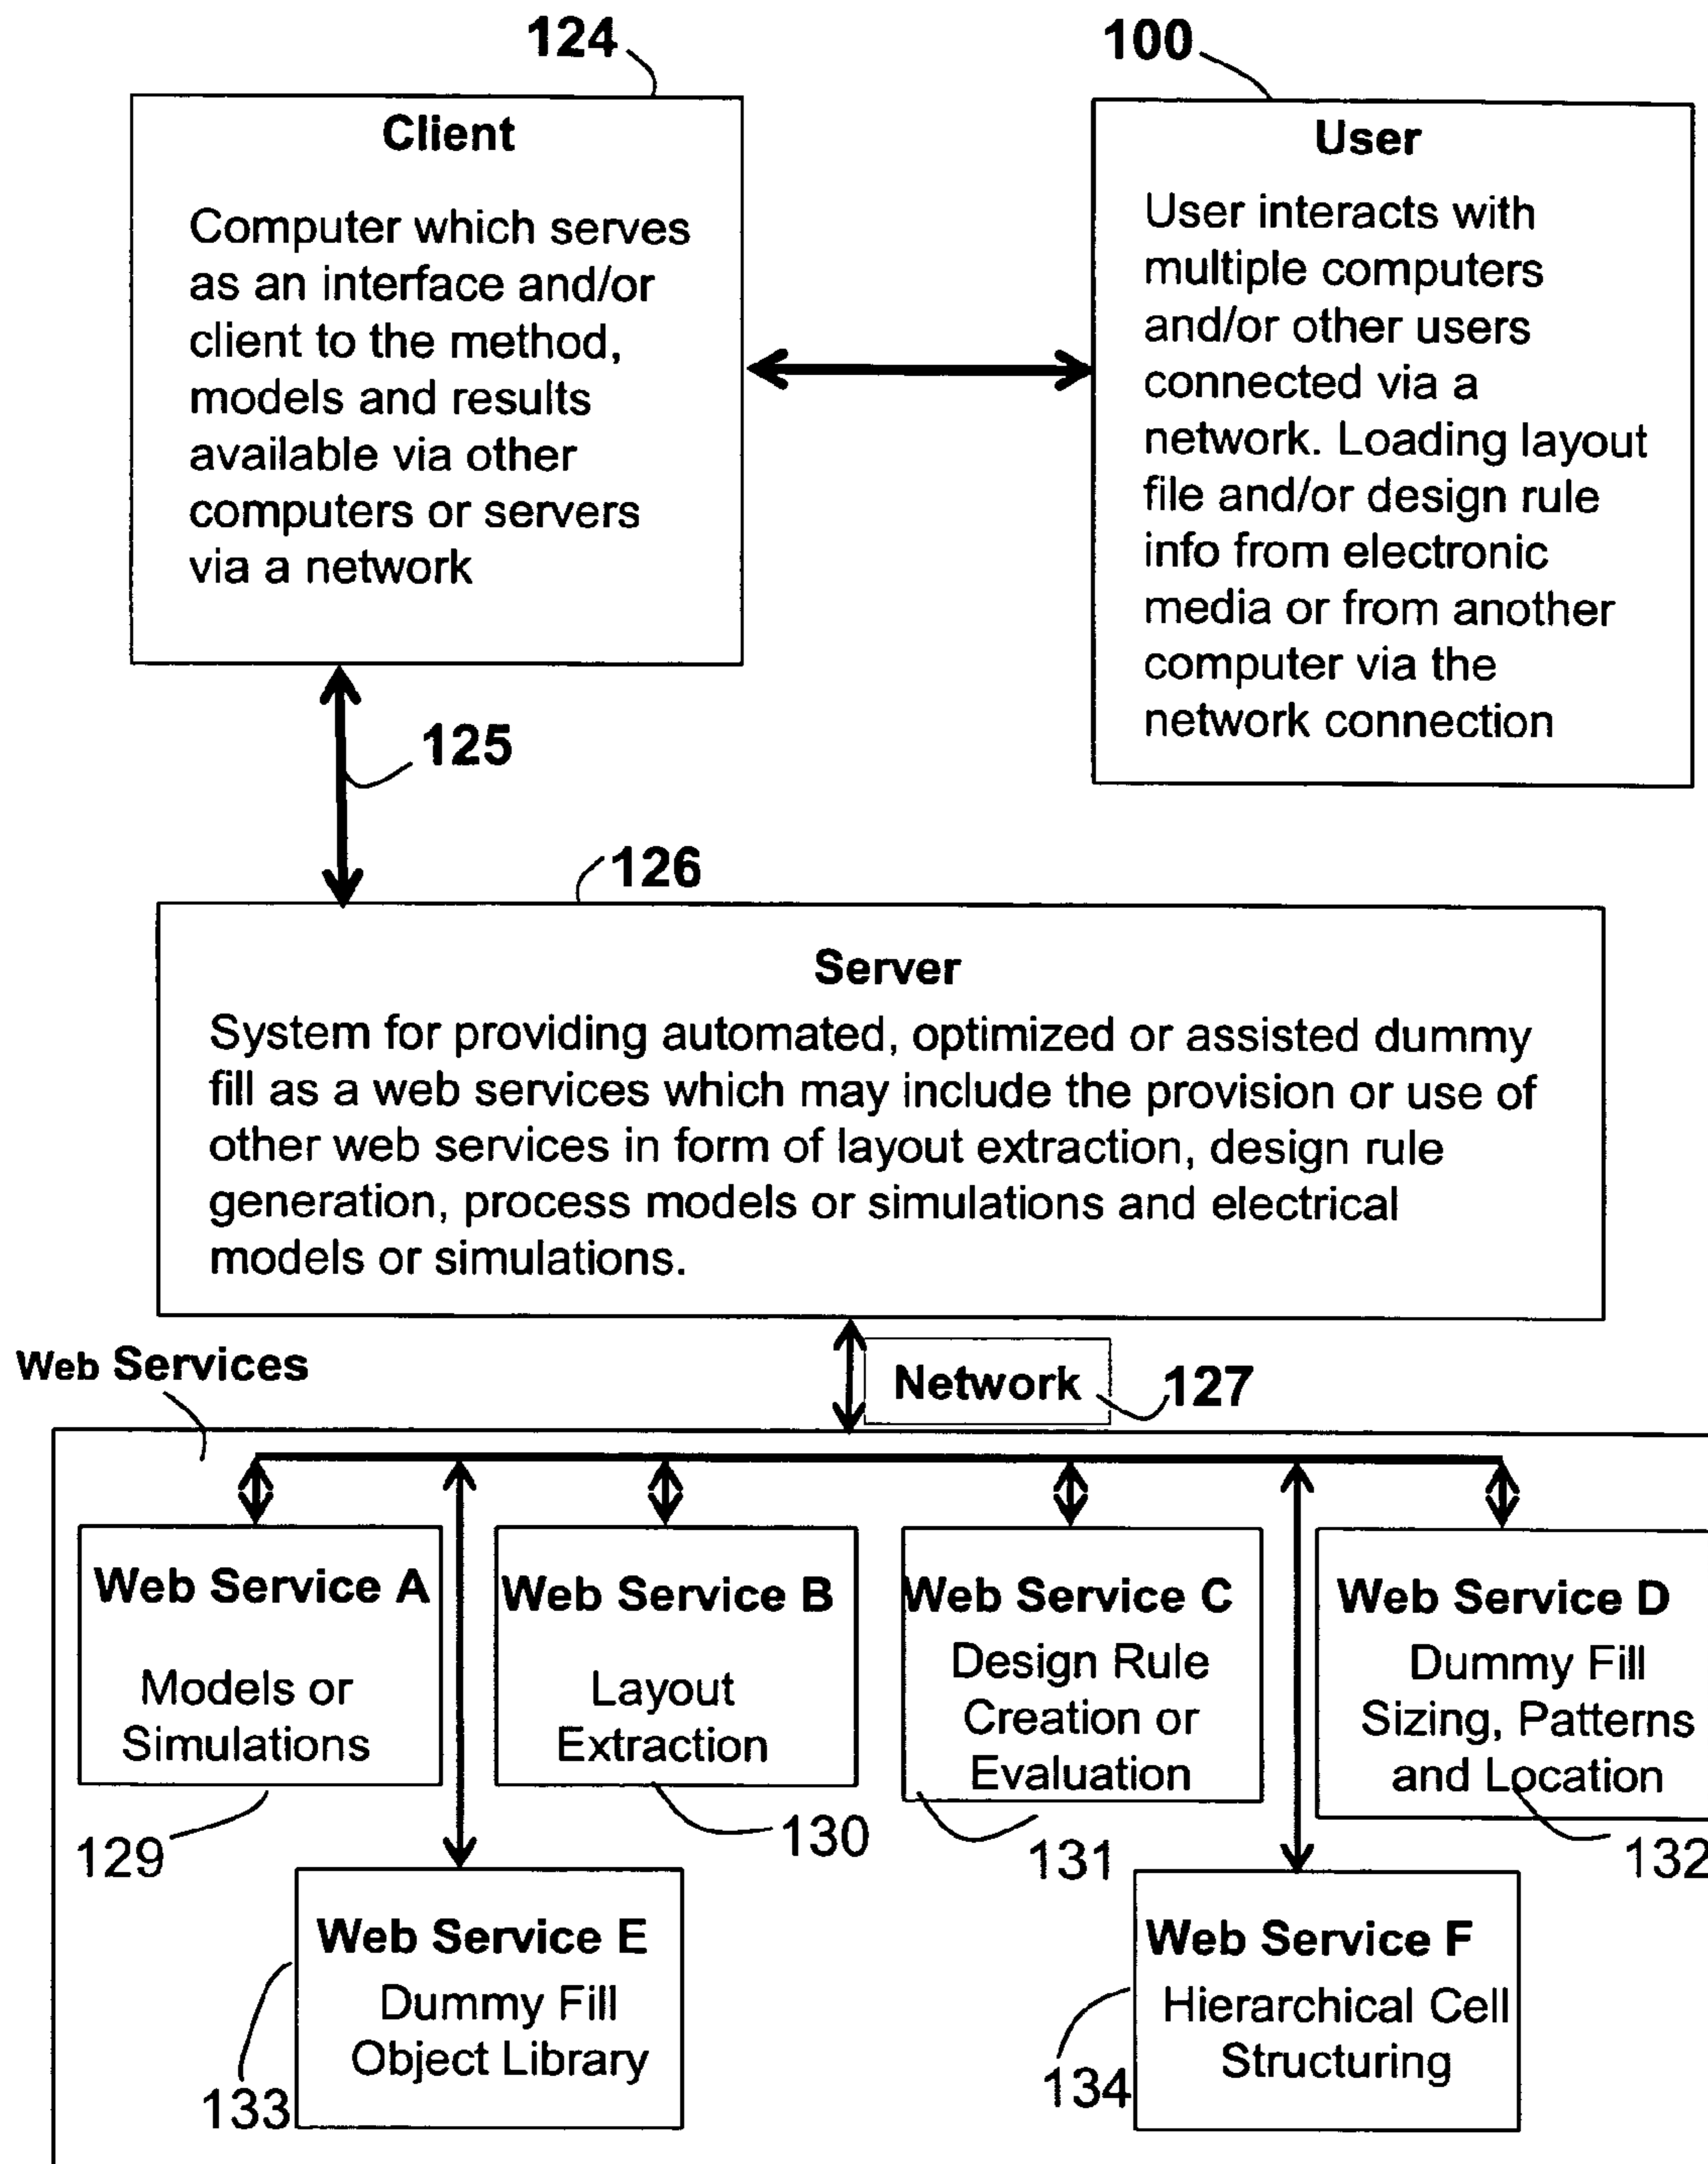 124
Client
Computer which serves
as an interface and/or
client to the method,
models and results
available via other
computers or servers
via a network
100
User
User interacts with
multiple computers
and/or other users
connected via a
network. Loading layout
file and/or design rule
info from electronic
media or from another
computer via the
network connection
125
126
Server
System for providing automated, optimized or assisted dummy
fill as a web services which may include the provision or use of
other web services in form of layout extraction, design rule
generation, process models or simulations and electrical
models or simulations.
Network
127
Web Services
Web Service A
Models or
Simulations
129
Web Service B
Layout
Extraction
130
Web Service C
Design Rule
Creation or
Evaluation
131
Web Service D
Dummy Fill
Sizing, Patterns
and Location
132
Web Service E
Dummy Fill
Object Library
133
Web Service F
Hierarchical Cell
Structuring
134